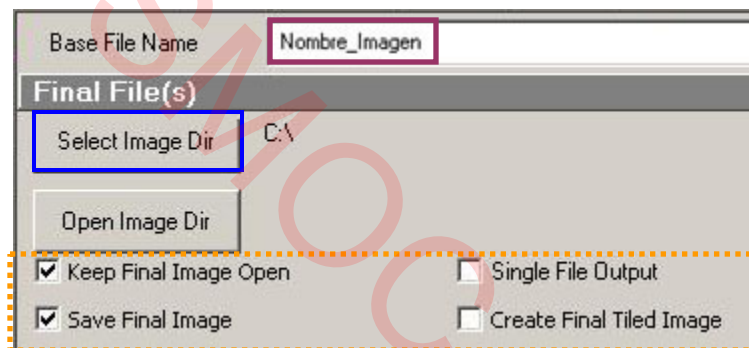 Base File Name Nombre_Imagen
Final File(s)
Select Image Dir C:\
Open Image Dir
Keep Final Image Open Single File Output
Save Final Image Create Final Tiled Image